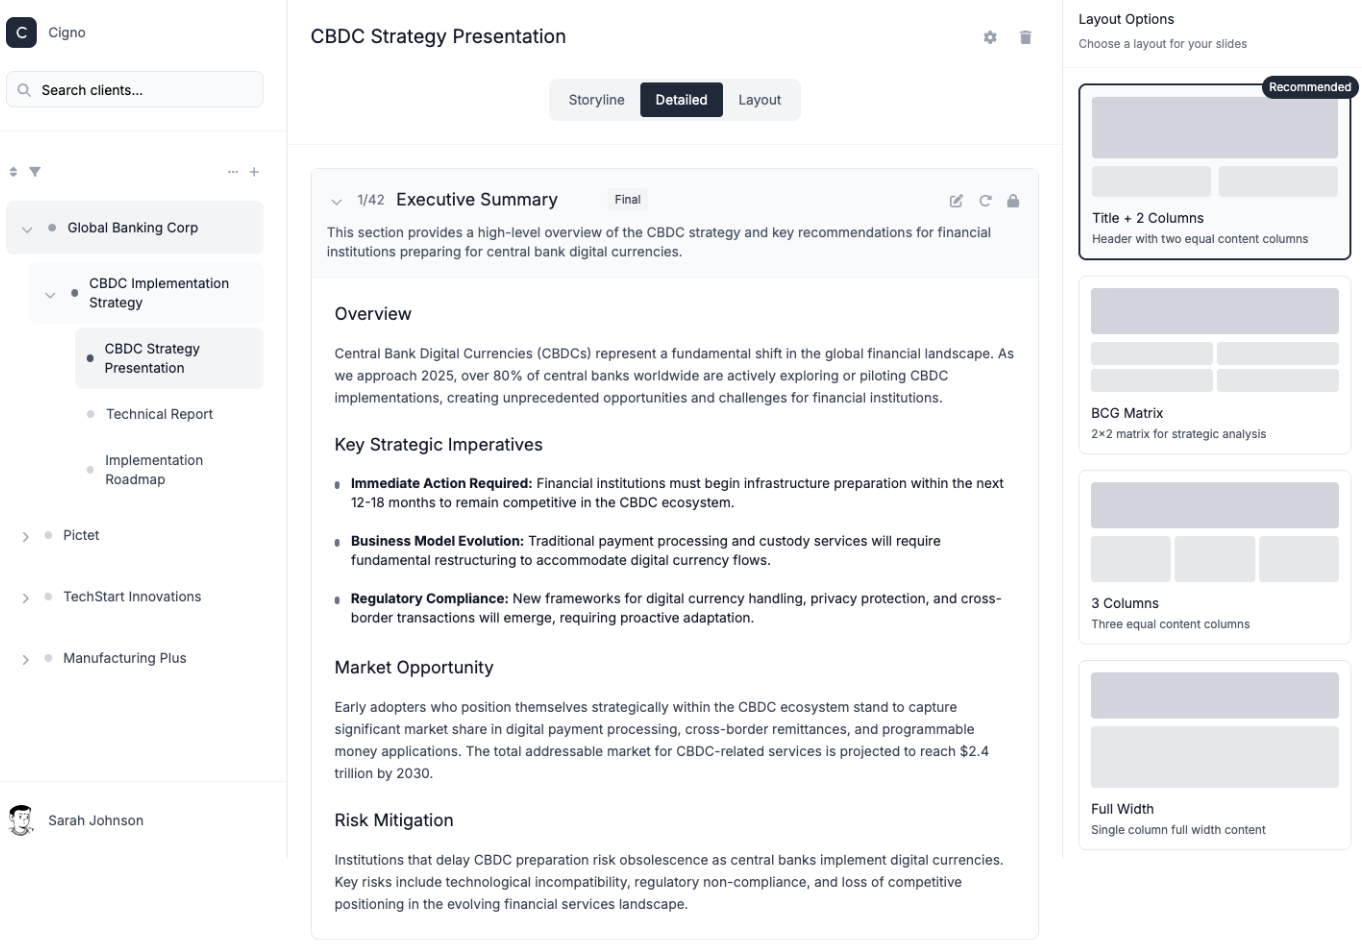 C
Cigno
Search clients...
Global Banking Corp
CBDC Implementation
Strategy
CBDC Strategy
Presentation
Technical Report
Implementation
Roadmap
Pictet
TechStart Innovations
Manufacturing Plus
Sarah Johnson
CBDC Strategy Presentation
Storyline Detailed Layout
1/42 Executive Summary Final
This section provides a high-level overview of the CBDC strategy and key recommendations for financial
institutions preparing for central bank digital currencies.
Overview
Central Bank Digital Currencies (CBDCs) represent a fundamental shift in the global financial landscape. As
we approach 2025, over 80% of central banks worldwide are actively exploring or piloting CBDC
implementations, creating unprecedented opportunities and challenges for financial institutions.
Key Strategic Imperatives
Immediate Action Required: Financial institutions must begin infrastructure preparation within the next
12-18 months to remain competitive in the CBDC ecosystem.
Business Model Evolution: Traditional payment processing and custody services will require
fundamental restructuring to accommodate digital currency flows.
Regulatory Compliance: New frameworks for digital currency handling, privacy protection, and cross-
border transactions will emerge, requiring proactive adaptation.
Market Opportunity
Early adopters who position themselves strategically within the CBDC ecosystem stand to capture
significant market share in digital payment processing, cross-border remittances, and programmable
money applications. The total addressable market for CBDC-related services is projected to reach $2.4
trillion by 2030.
Risk Mitigation
Institutions that delay CBDC preparation risk obsolescence as central banks implement digital currencies.
Key risks include technological incompatibility, regulatory non-compliance, and loss of competitive
positioning in the evolving financial services landscape.
Layout Options
Choose a layout for your slides
Recommended
Title + 2 Columns
Header with two equal content columns
BCG Matrix
2×2 matrix for strategic analysis
3 Columns
Three equal content columns
Full Width
Single column full width content